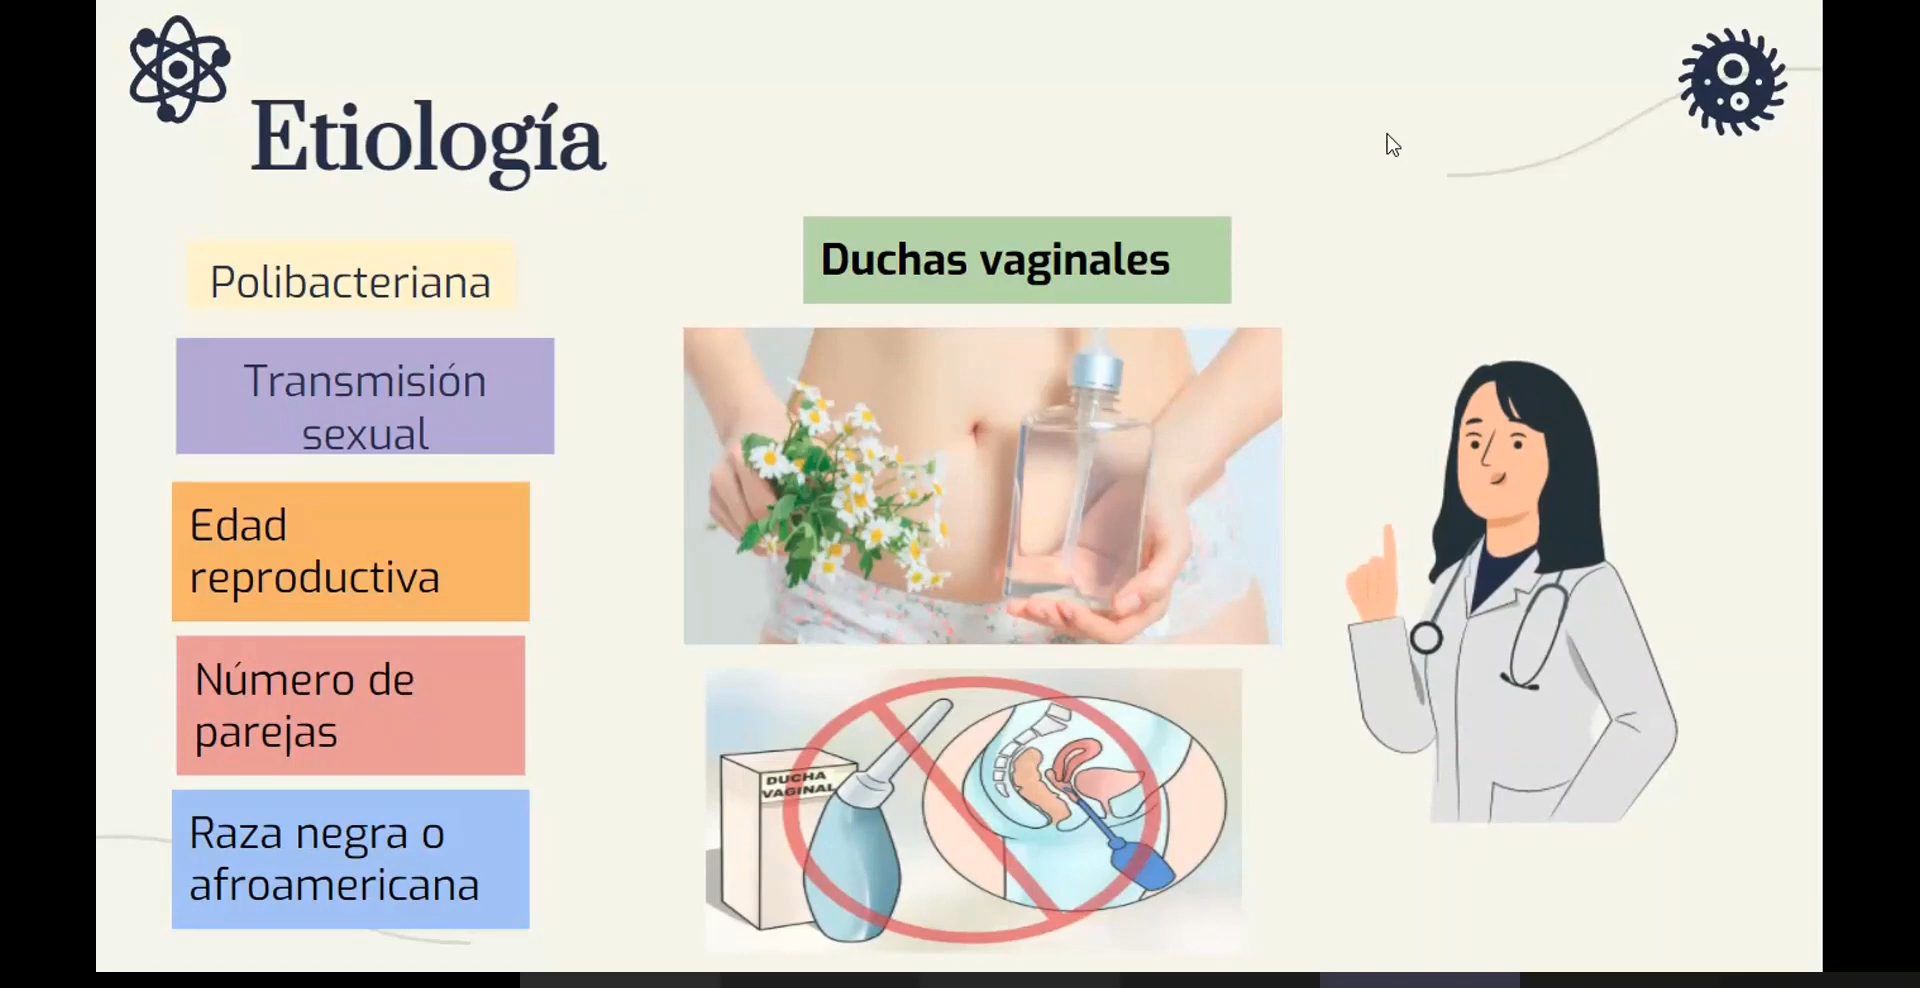 Etiología
Polibacteriana
Transmisión
sexual
Edad
reproductiva
Número de
parejas
Raza negra o
afroamericana
Duchas vaginales
DUCHA
VAGINAL